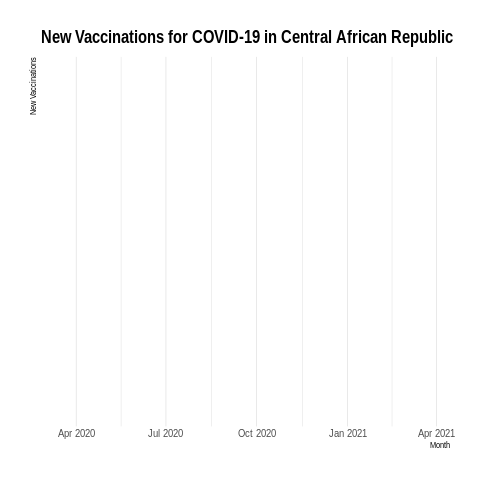 New Vaccinations for COVID-19 in Central African Republic
New Vaccinations
Apr 2020 Jul 2020 Oct 2020 Jan 2021 Apr 2021
Month